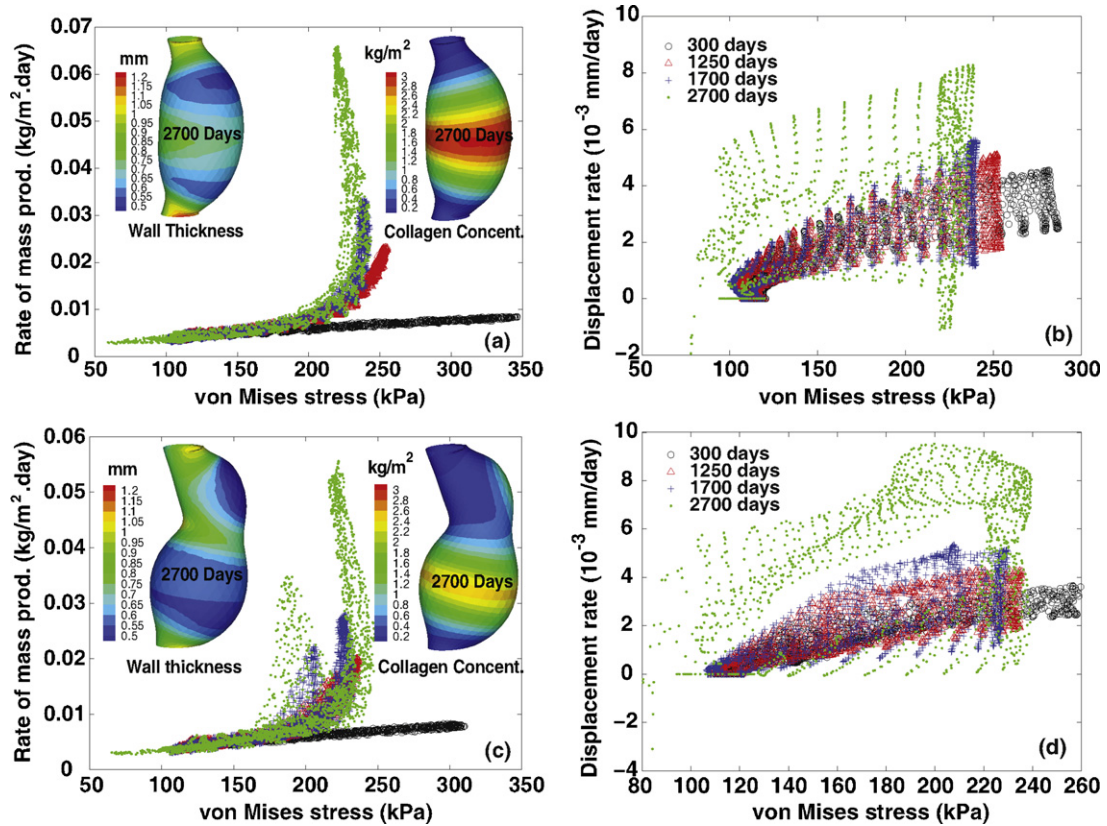 0.07
0.06
0.05
0.04
0.03
0.02
0.01
0
Rate of mass prod. (kg/m².day)
mm
1.2
1.15
1.1
1.05
1
0.95
0.9
0.85
0.8
0.75
0.7
0.65
0.6
0.55
0.5
2700 Days
Wall Thickness
kg/m²
3
2.8
2.6
2.4
2.2
2
1.8
1.6
1.4
1.2
1
0.8
0.6
0.4
0.2
2700 Days
Collagen Concent.
(a)
50 100 150 200 250 300 350
von Mises stress (kPa)
10
8
6
4
2
0
−2
Displacement rate (10⁻³ mm/day)
300 days
1250 days
1700 days
2700 days
(b)
100 150 200 250 300
von Mises stress (kPa)
0.06
0.05
0.04
0.03
0.02
0.01
0
Rate of mass prod. (kg/m².day)
mm
1.2
1.15
1.1
1.05
1
0.95
0.9
0.85
0.8
0.75
0.7
0.65
0.6
0.55
0.5
2700 Days
Wall thickness
kg/m²
3
2.8
2.6
2.4
2.2
2
1.8
1.6
1.4
1.2
1
0.8
0.6
0.4
0.2
2700 Days
Collagen Concent.
(c)
50 100 150 200 250 300 350
von Mises stress (kPa)
10
8
6
4
2
0
−2
−4
Displacement rate (10⁻³ mm/day)
300 days
1250 days
1700 days
2700 days
(d)
80 100 120 140 160 180 200 220 240 260
von Mises stress (kPa)